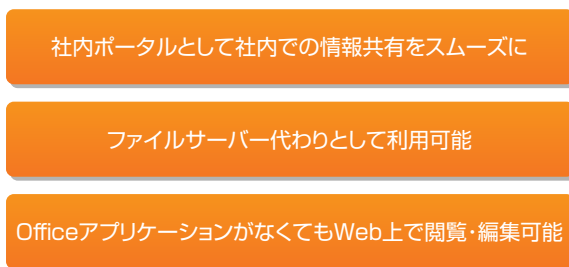 社内ポータルとして社内での情報共有をスムーズに
ファイルサーバー代わりとして利用可能
OfficeアプリケーションがなくてもWeb上で閲覧・編集可能